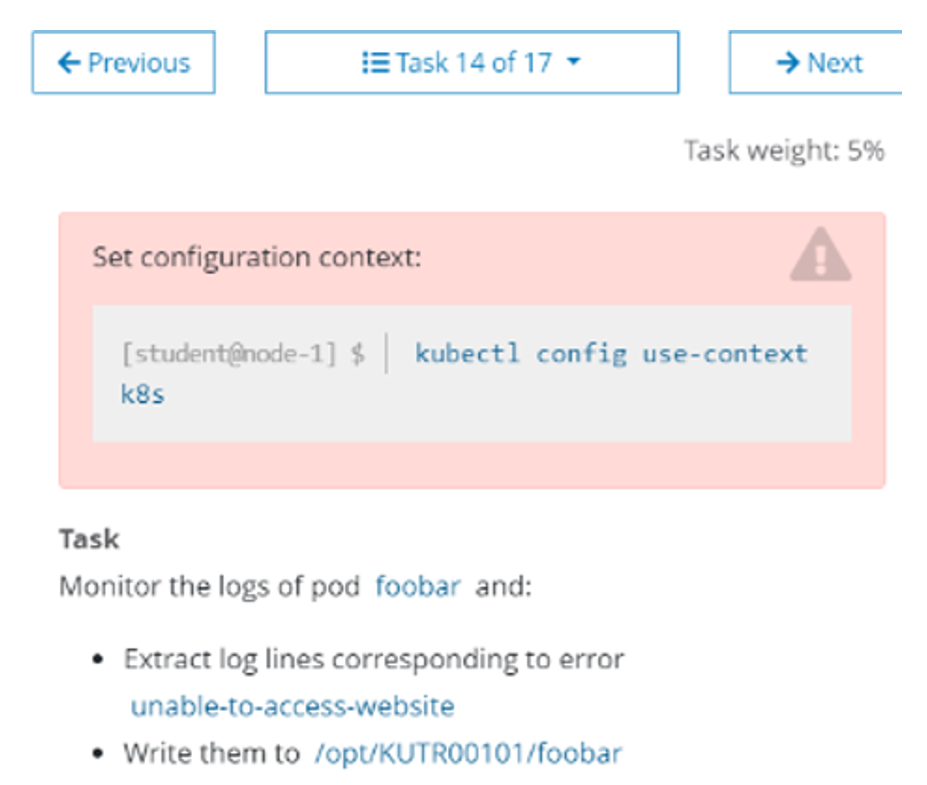 Previous
Task 14 of 17
Next
Task weight: 5%
Set configuration context:
[student@node-1] $ | kubectl config use-context
k8s
Task
Monitor the logs of pod foobar and:
• Extract log lines corresponding to error
unable-to-access-website
• Write them to /opt/KUTR00101/foobar